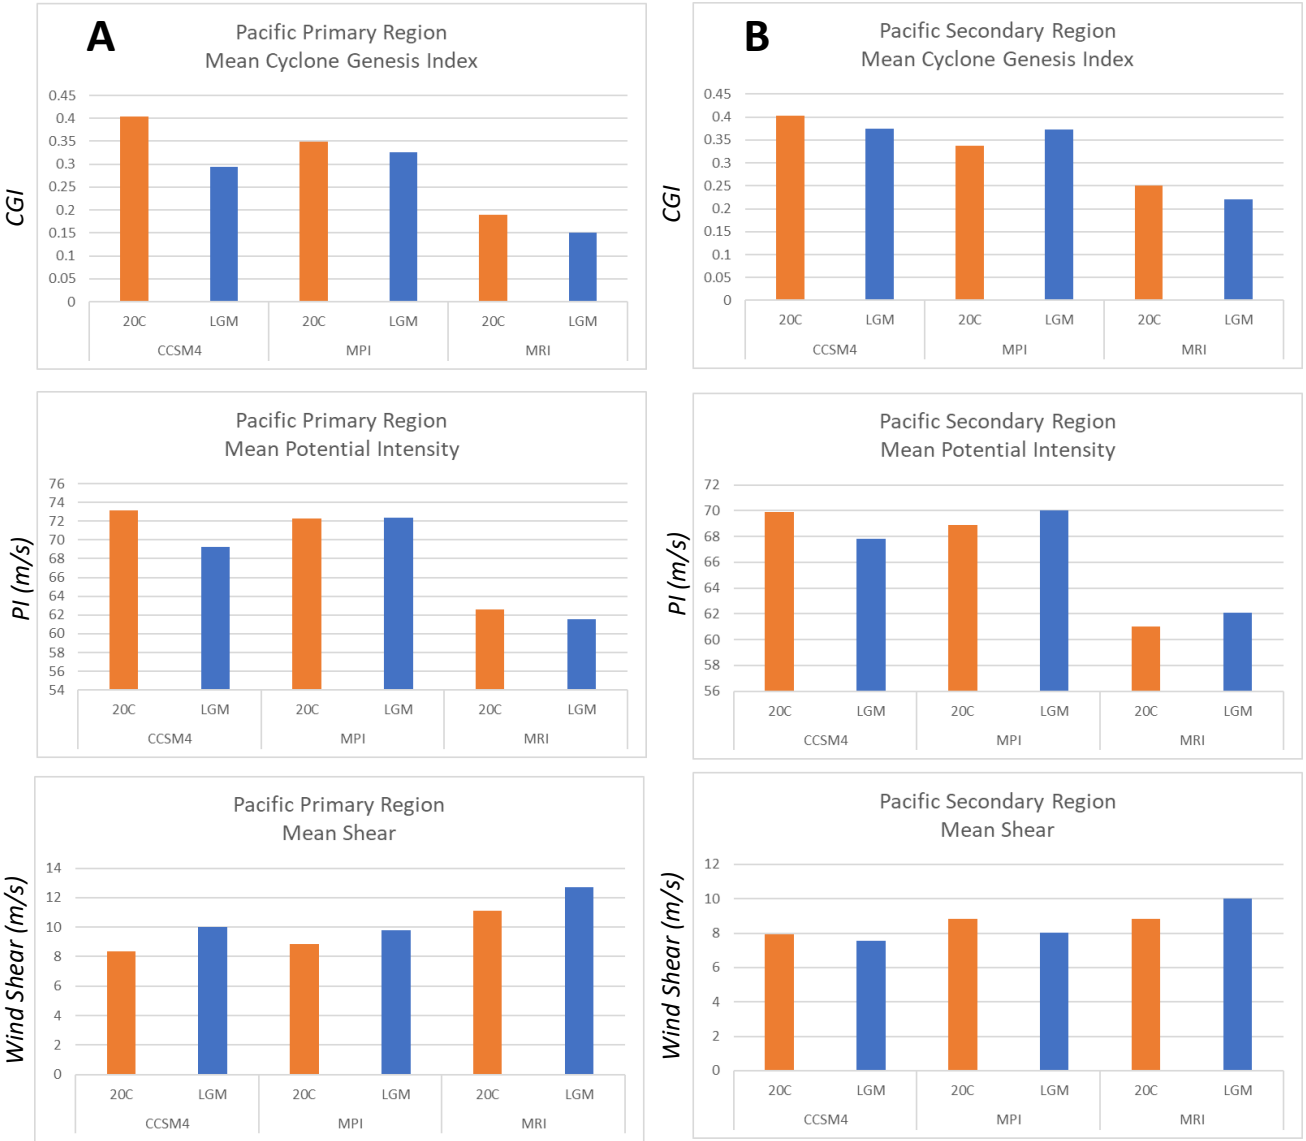 A
Pacific Primary Region
Mean Cyclone Genesis Index
CGI
0.45
0.4
0.35
0.3
0.25
0.2
0.15
0.1
0.05
0
20C LGM 20C LGM 20C LGM
CCSM4 MPI MRI
B
Pacific Secondary Region
Mean Cyclone Genesis Index
CGI
0.45
0.4
0.35
0.3
0.25
0.2
0.15
0.1
0.05
0
20C LGM 20C LGM 20C LGM
CCSM4 MPI MRI
Pacific Primary Region
Mean Potential Intensity
PI (m/s)
76
74
72
70
68
66
64
62
60
58
56
54
20C LGM 20C LGM 20C LGM
CCSM4 MPI MRI
Pacific Secondary Region
Mean Potential Intensity
PI (m/s)
72
70
68
66
64
62
60
58
56
20C LGM 20C LGM 20C LGM
CCSM4 MPI MRI
Pacific Primary Region
Mean Shear
Wind Shear (m/s)
14
12
10
8
6
4
2
0
20C LGM 20C LGM 20C LGM
CCSM4 MPI MRI
Pacific Secondary Region
Mean Shear
Wind Shear (m/s)
12
10
8
6
4
2
0
20C LGM 20C LGM 20C LGM
CCSM4 MPI MRI